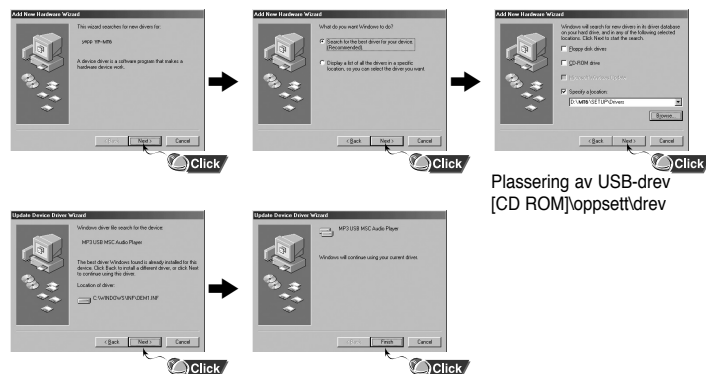 Add New Hardware Wizard
This wizard searches for new drivers for:
yepp YP-MT6
A device driver is a software program that makes a
hardware device work.
< Back
Next >
Cancel
Click
Add New Hardware Wizard
What do you want Windows to do?
Search for the best driver for your device.
(Recommended).
Display a list of all the drivers in a specific
location, so you can select the driver you want.
< Back
Next >
Cancel
Click
Add New Hardware Wizard
Windows will search for new drivers in its driver database
on your hard drive, and in any of the following selected
locations. Click Next to start the search.
Floppy disk drives
CD-ROM drive
Specify a location:
D:\MT6\SETUP\Drivers
Browse...
< Back
Next >
Cancel
Click
Plassering av USB-drev
[CD ROM]\oppsett\drev
Update Device Driver Wizard
Windows driver file search for the device:
MP3 USB MSC Audio Player
The best driver Windows found is already installed for this
device. Click Back to install a different driver, or click Next
to continue using this driver.
Location of driver:
C:\WINDOWS\INF\OEM1.INF
< Back
Next >
Cancel
Click
Update Device Driver Wizard
MP3 USB MSC Audio Player
Windows will continue using your current driver.
< Back
Finish
Cancel
Click